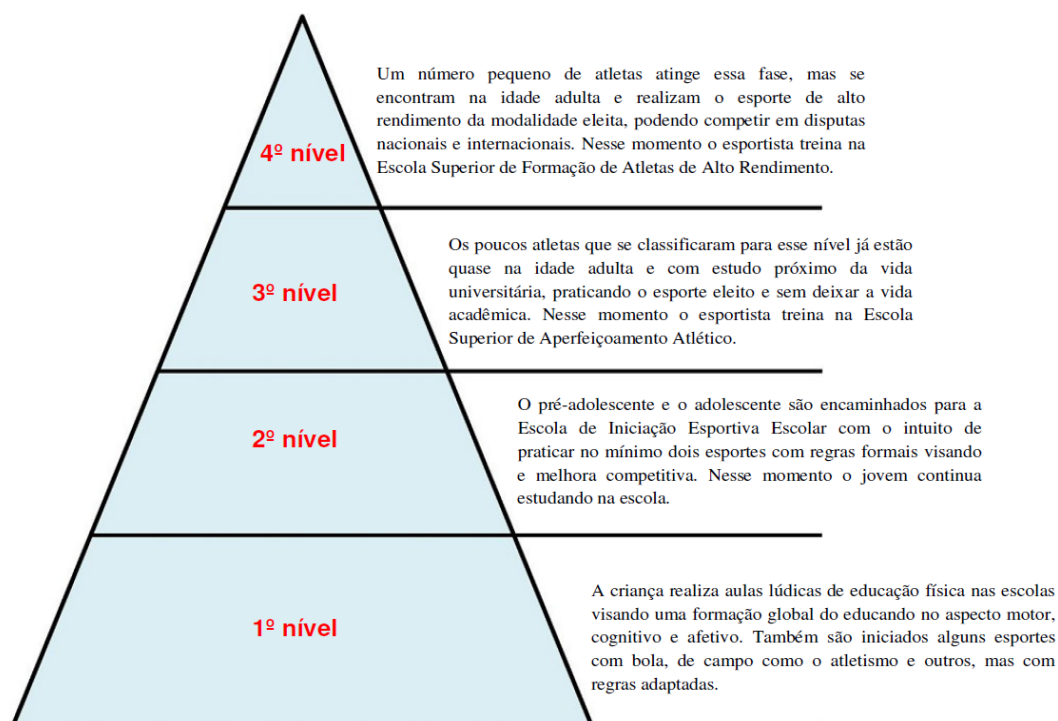 Um número pequeno de atletas atinge essa fase, mas se
encontram na idade adulta e realizam o esporte de alto
rendimento da modalidade eleita, podendo competir em disputas
nacionais e internacionais. Nesse momento o esportista treina na
Escola Superior de Formação de Atletas de Alto Rendimento.
4º nível
Os poucos atletas que se classificaram para esse nível já estão
quase na idade adulta e com estudo próximo da vida
universitária, praticando o esporte eleito e sem deixar a vida
acadêmica. Nesse momento o esportista treina na Escola
Superior de Aperfeiçoamento Atlético.
3º nível
O pré-adolescente e o adolescente são encaminhados para a
Escola de Iniciação Esportiva Escolar com o intuito de
praticar no mínimo dois esportes com regras formais visando
e melhora competitiva. Nesse momento o jovem continua
estudando na escola.
2º nível
A criança realiza aulas lúdicas de educação física nas escolas
visando uma formação global do educando no aspecto motor,
cognitivo e afetivo. Também são iniciados alguns esportes
com bola, de campo como o atletismo e outros, mas com
regras adaptadas.
1º nível